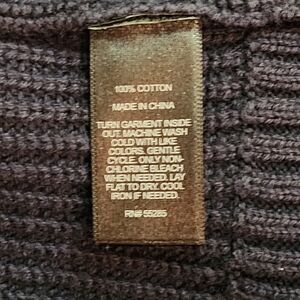 100% COTTON
MADE IN CHINA
TURN GARMENT INSIDE
OUT. MACHINE WASH
COLD WITH LIKE
COLORS. GENTLE
CYCLE. ONLY NON-
CHLORINE BLEACH
WHEN NEEDED. LAY
FLAT TO DRY. COOL
IRON IF NEEDED.
RN# 55285